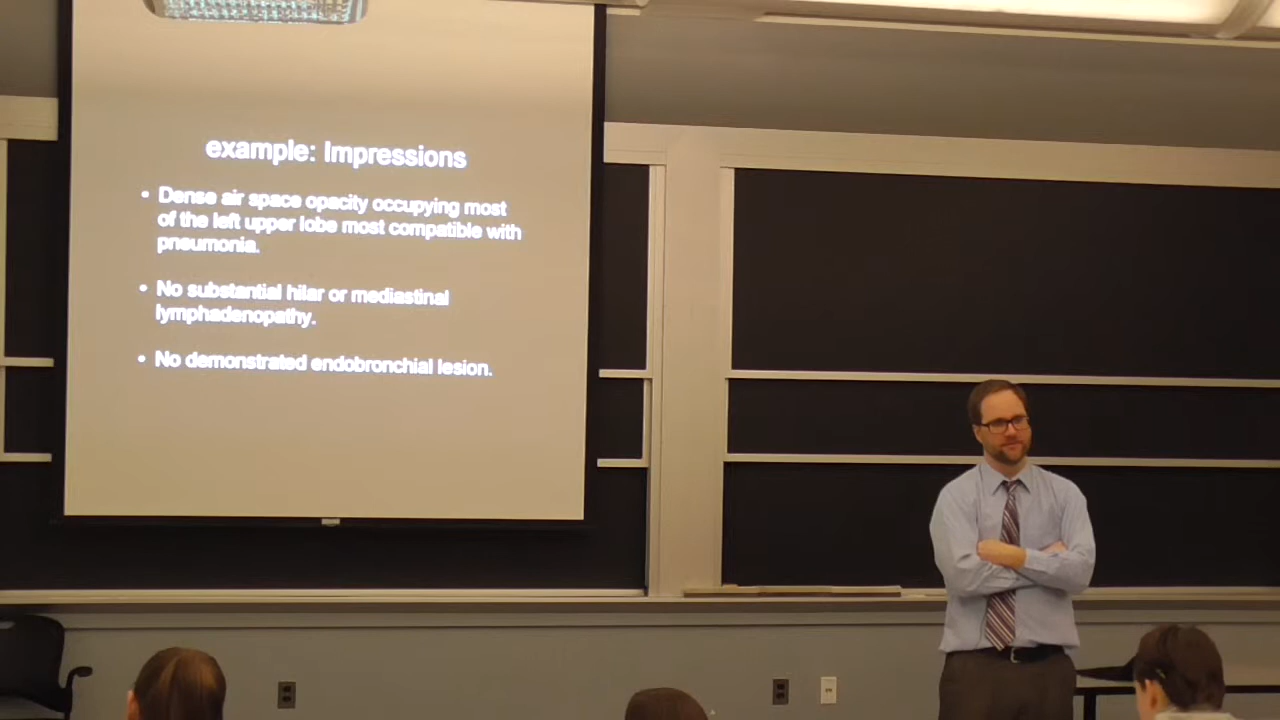 example: Impressions
• Dense air space opacity occupying most
of the left upper lobe most compatible with
pneumonia.
• No substantial hilar or mediastinal
lymphadenopathy.
• No demonstrated endobronchial lesion.